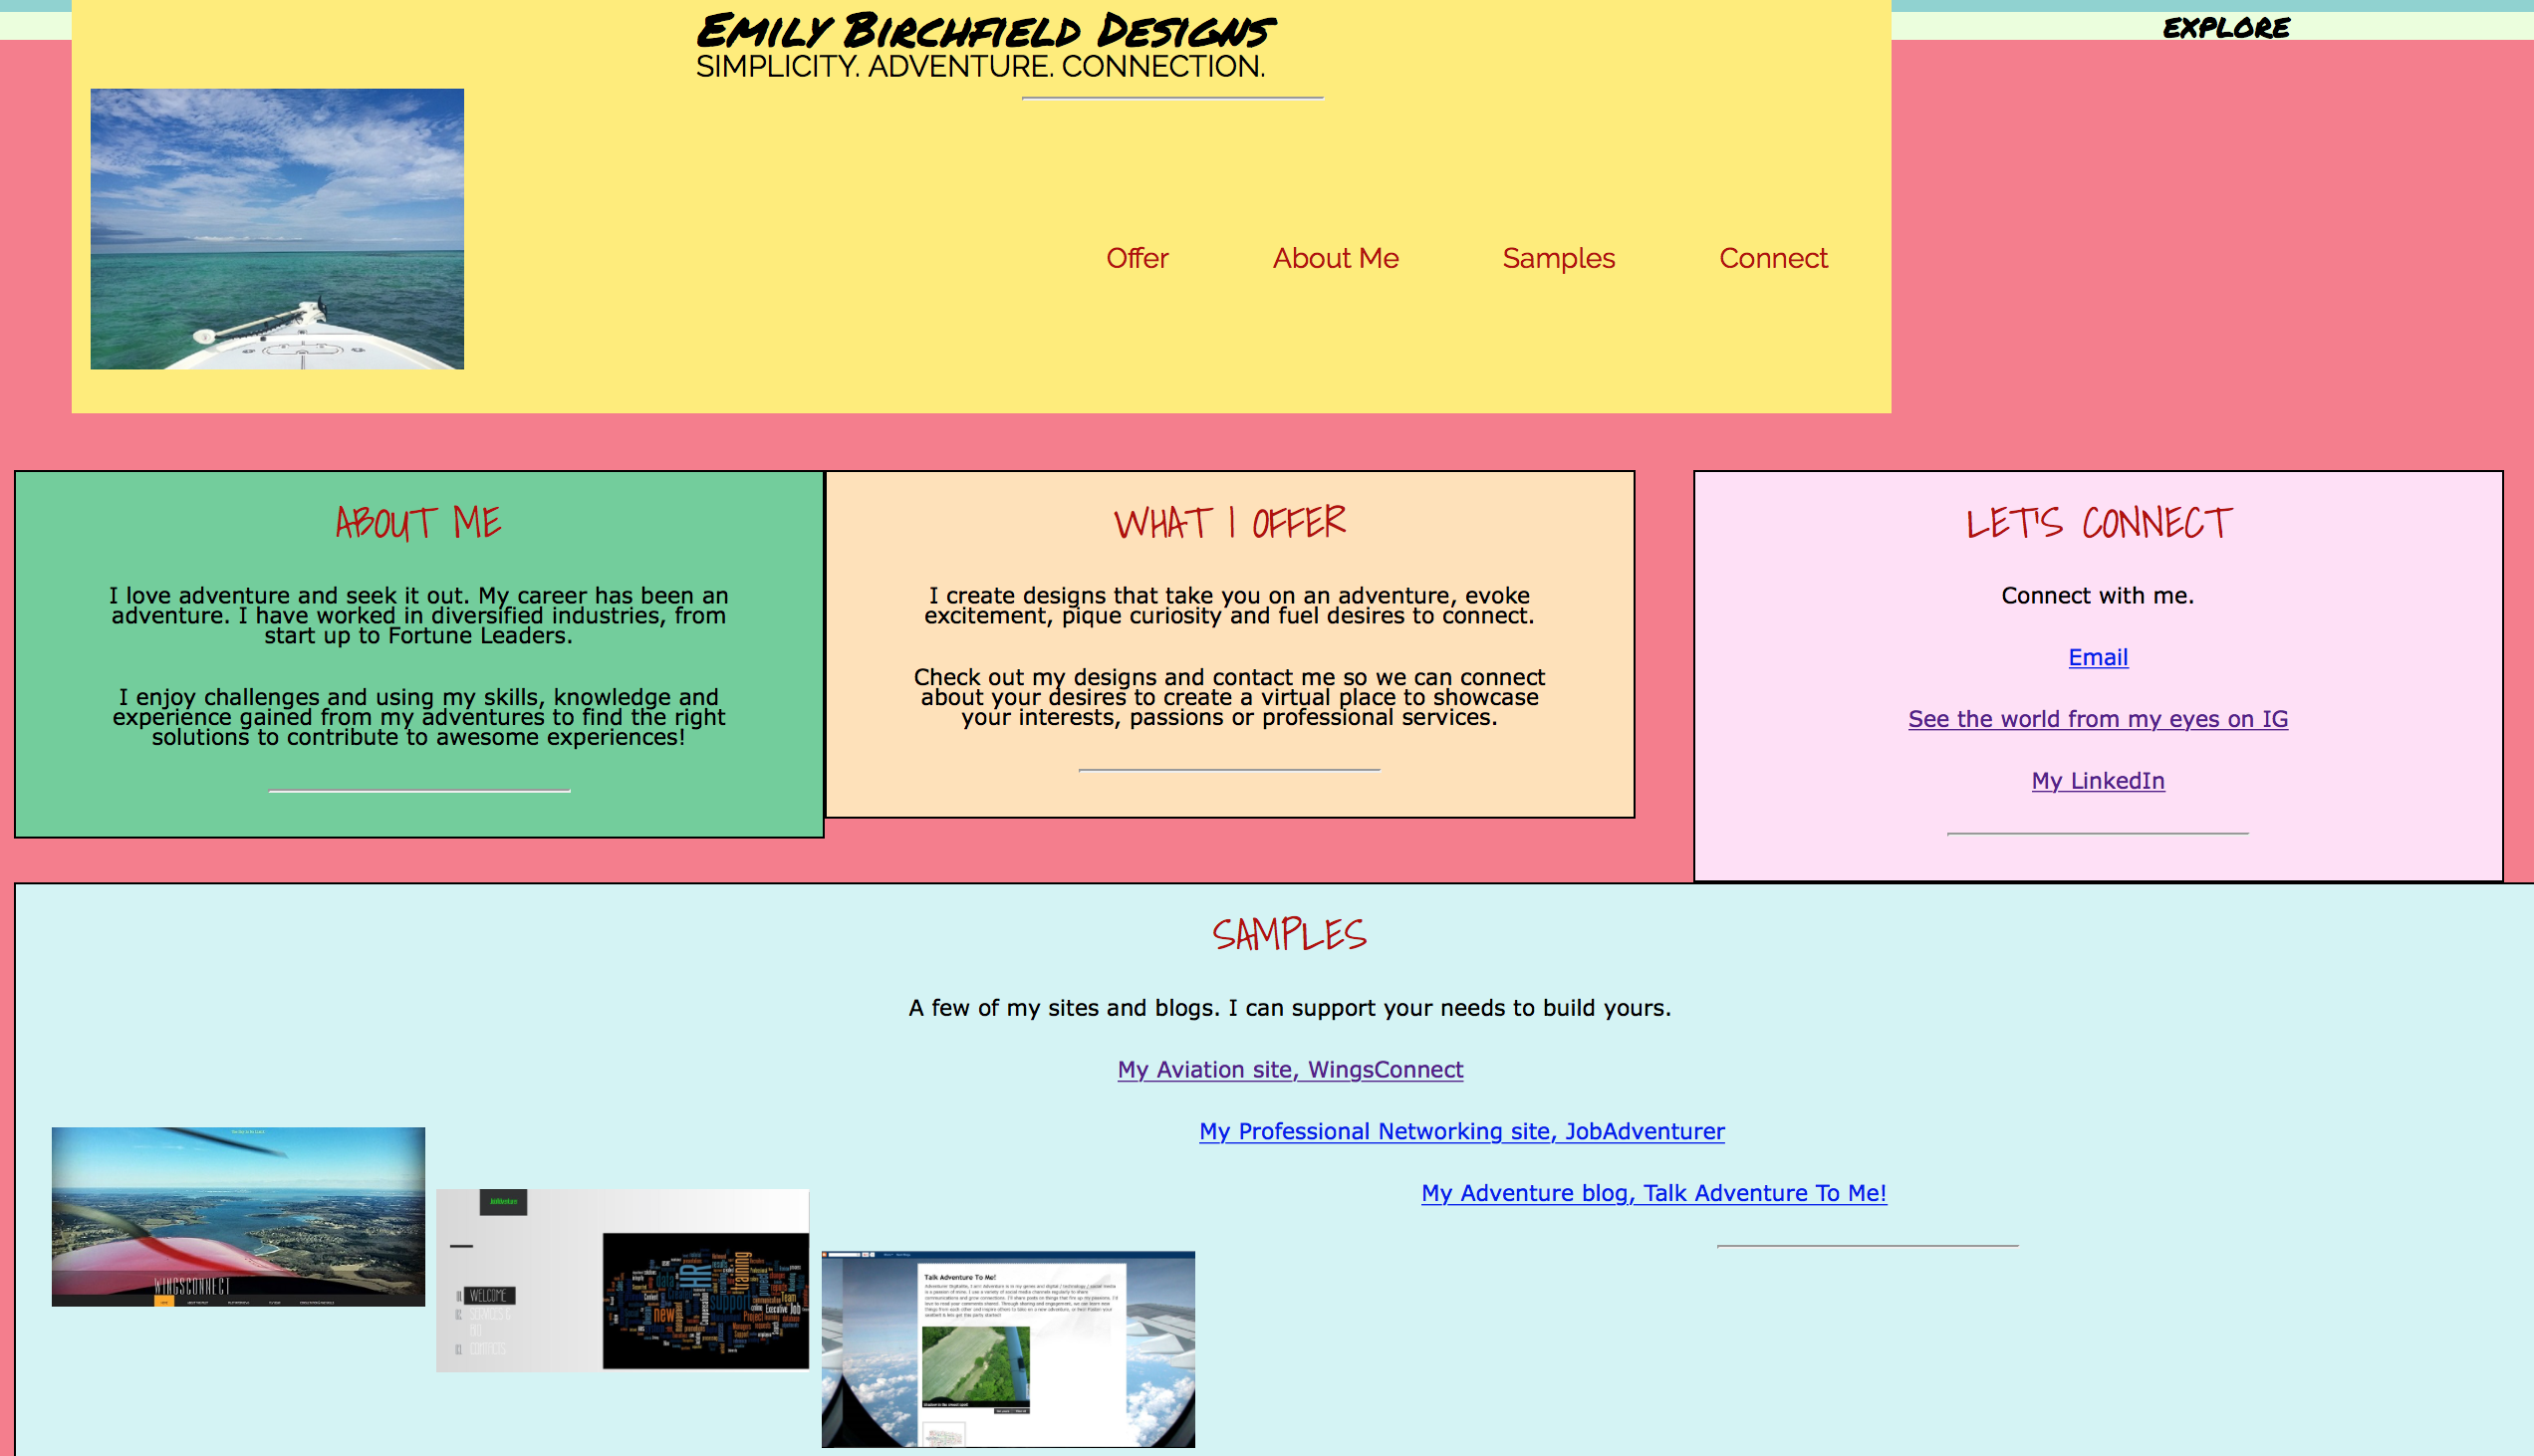 Emily Birchfield Designs
SIMPLICITY. ADVENTURE. CONNECTION.
EXPLORE
Offer
About Me
Samples
Connect
ABOUT ME
I love adventure and seek it out. My career has been an
adventure. I have worked in diversified industries, from
start up to Fortune Leaders.
I enjoy challenges and using my skills, knowledge and
experience gained from my adventures to find the right
solutions to contribute to awesome experiences!
WHAT I OFFER
I create designs that take you on an adventure, evoke
excitement, pique curiosity and fuel desires to connect.
Check out my designs and contact me so we can connect
about your desires to create a virtual place to showcase
your interests, passions or professional services.
LET'S CONNECT
Connect with me.
Email
See the world from my eyes on IG
My LinkedIn
SAMPLES
A few of my sites and blogs. I can support your needs to build yours.
My Aviation site, WingsConnect
My Professional Networking site, JobAdventurer
My Adventure blog, Talk Adventure To Me!
WINGSCONNECT
WELCOME
HR
training
support
new
Project
Executive Job
Team
Talk Adventure To Me!